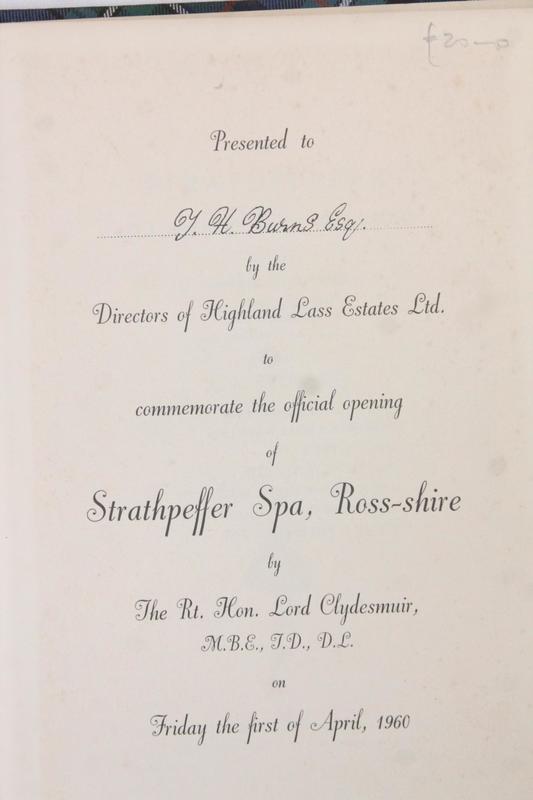 £20-0
Presented to
T. H. Burns Esq.
by the
Directors of Highland Lass Estates Ltd.
to
commemorate the official opening
of
Strathpeffer Spa, Ross-shire
by
The Rt. Hon. Lord Clydesmuir,
M.B.E., T.D., D.L.
on
Friday the first of April, 1960